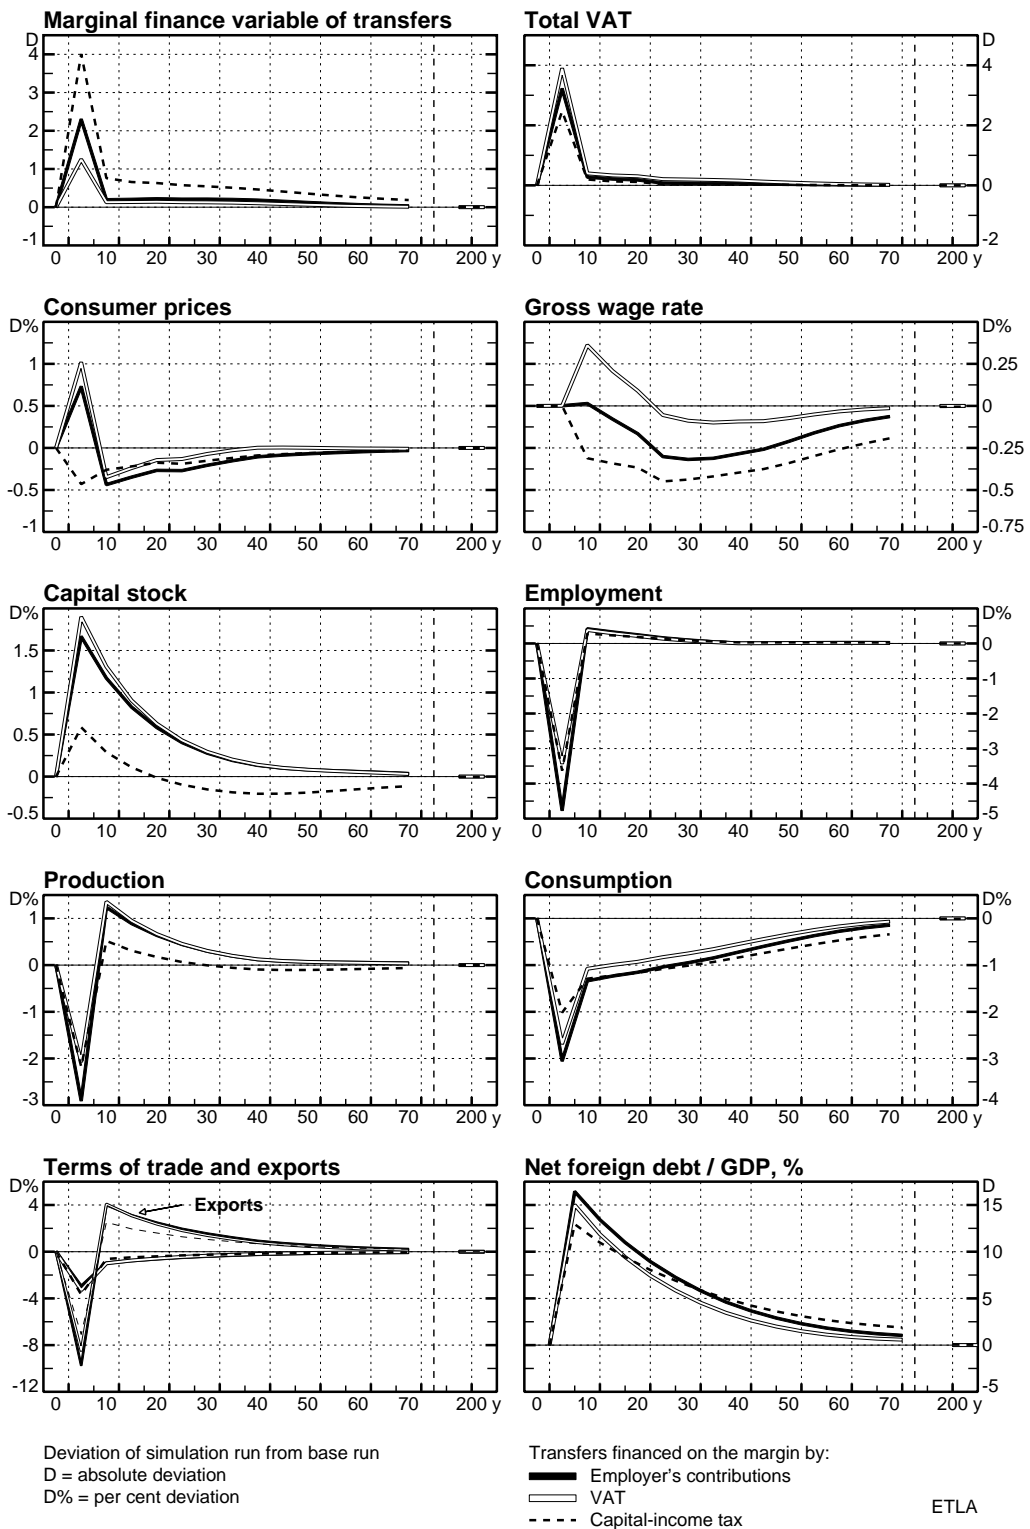 Marginal finance variable of transfers
D
4
3
2
1
0
-1
0 10 20 30 40 50 60 70 200 y
Total VAT
D
4
2
0
-2
0 10 20 30 40 50 60 70 200 y
Consumer prices
D%
1
0.5
0
-0.5
-1
0 10 20 30 40 50 60 70 200 y
Gross wage rate
D%
0.25
0
-0.25
-0.5
-0.75
0 10 20 30 40 50 60 70 200 y
Capital stock
D%
1.5
1
0.5
0
-0.5
0 10 20 30 40 50 60 70 200 y
Employment
D%
0
-1
-2
-3
-4
-5
0 10 20 30 40 50 60 70 200 y
Production
D%
1
0
-1
-2
-3
0 10 20 30 40 50 60 70 200 y
Consumption
D%
0
-1
-2
-3
-4
0 10 20 30 40 50 60 70 200 y
Terms of trade and exports
D%
4
0
-4
-8
-12
Exports
0 10 20 30 40 50 60 70 200 y
Net foreign debt / GDP, %
D
15
10
5
0
-5
0 10 20 30 40 50 60 70 200 y
Deviation of simulation run from base run
D = absolute deviation
D% = per cent deviation
Transfers financed on the margin by:
Employer's contributions
VAT
Capital-income tax
ETLA